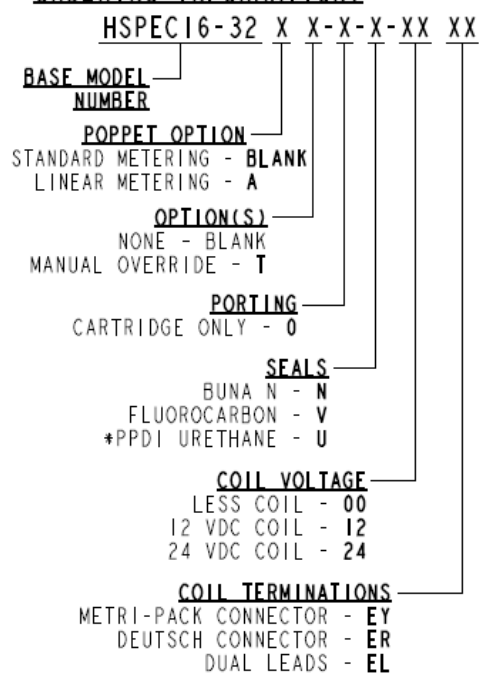 HSPEC16-32 X X-X-X-XX XX
BASE MODEL
NUMBER
POPPET OPTION
STANDARD METERING - BLANK
LINEAR METERING - A
OPTION(S)
NONE - BLANK
MANUAL OVERRIDE - T
PORTING
CARTRIDGE ONLY - 0
SEALS
BUNA N - N
FLUOROCARBON - V
*PPDI URETHANE - U
COIL VOLTAGE
LESS COIL - 00
12 VDC COIL - 12
24 VDC COIL - 24
COIL TERMINATIONS
METRI-PACK CONNECTOR - EY
DEUTSCH CONNECTOR - ER
DUAL LEADS - EL